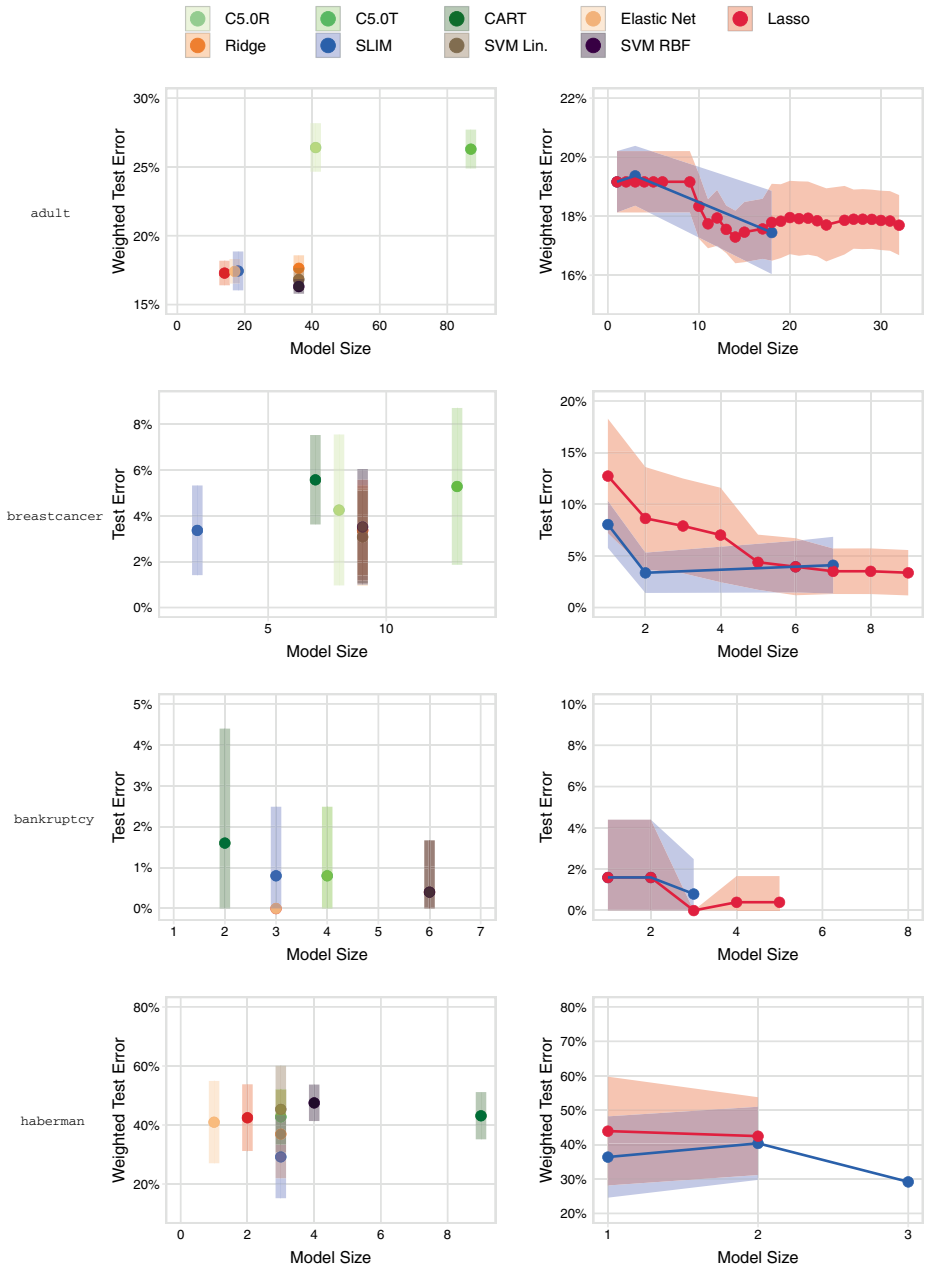 C5.0R C5.0T CART Elastic Net Lasso
Ridge SLIM SVM Lin. SVM RBF
adult
Weighted Test Error
30%
25%
20%
15%
0 20 40 60 80
Model Size
Weighted Test Error
22%
20%
18%
16%
0 10 20 30
Model Size
breastcancer
Test Error
8%
6%
4%
2%
0%
5 10
Model Size
Test Error
20%
15%
10%
5%
0%
2 4 6 8
Model Size
bankruptcy
Test Error
5%
4%
3%
2%
1%
0%
1 2 3 4 5 6 7
Model Size
Test Error
10%
8%
6%
4%
2%
0%
2 4 6 8
Model Size
haberman
Weighted Test Error
80%
60%
40%
20%
0 2 4 6 8
Model Size
Weighted Test Error
80%
70%
60%
50%
40%
30%
20%
1 2 3
Model Size